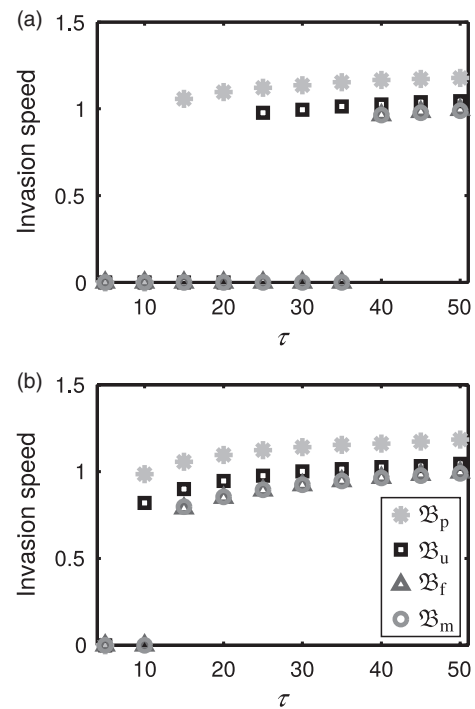 (a)
1.5
1
0.5
0
Invasion speed
10 20 30 40 50
τ
(b)
1.5
1
0.5
0
Invasion speed
10 20 30 40 50
τ
𝔅p
𝔅u
𝔅f
𝔅m